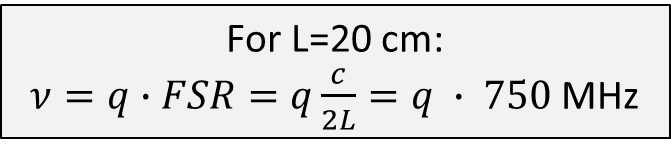 For L=20 cm:
ν = q · FSR = q c/2L = q · 750 MHz